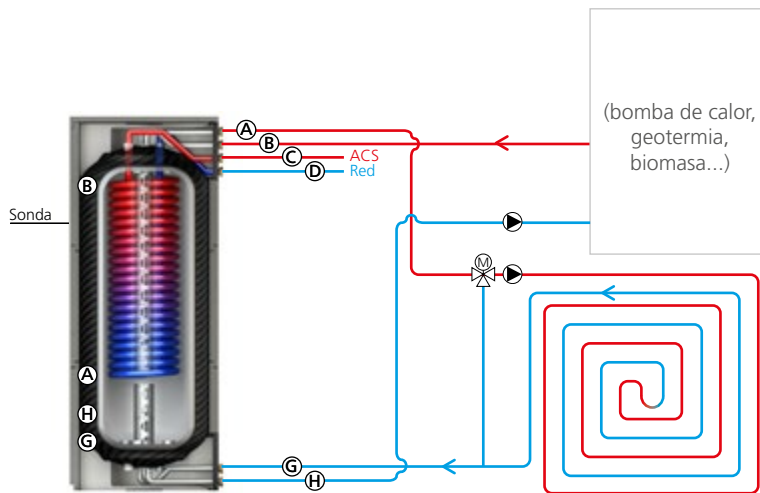 A
B
(bomba de calor,
geotermia,
biomasa...)
C ACS
D Red
B
Sonda
M
A
H
G
G
H